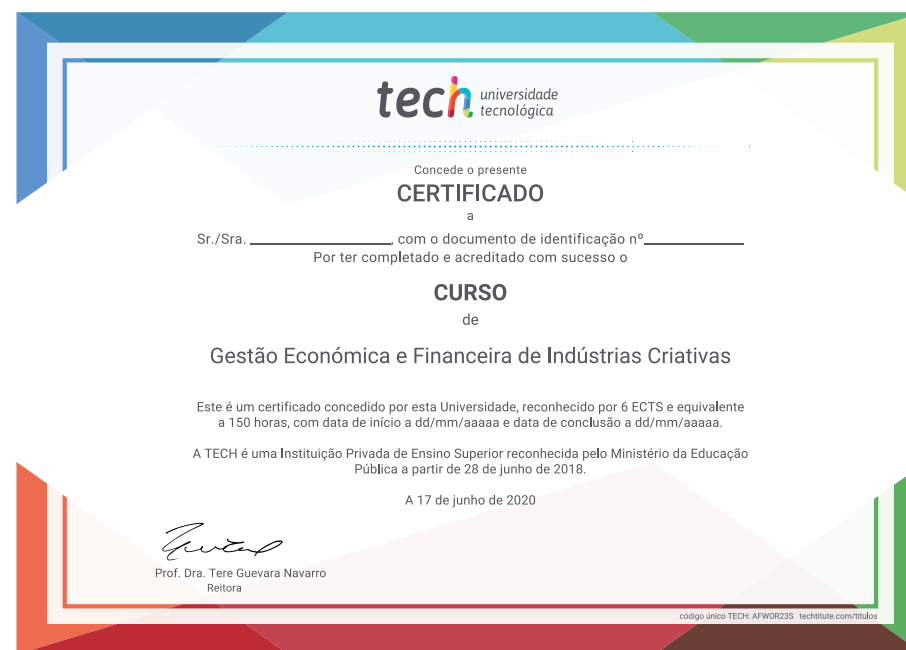 tech universidade
tecnológica
Concede o presente
CERTIFICADO
a
Sr./Sra. ________________, com o documento de identificação nº____________
Por ter completado e acreditado com sucesso o
CURSO
de
Gestão Económica e Financeira de Indústrias Criativas
Este é um certificado concedido por esta Universidade, reconhecido por 6 ECTS e equivalente
a 150 horas, com data de início a dd/mm/aaaaa e data de conclusão a dd/mm/aaaaa.
A TECH é uma Instituição Privada de Ensino Superior reconhecida pelo Ministério da Educação
Pública a partir de 28 de junho de 2018.
A 17 de junho de 2020
Prof. Dra. Tere Guevara Navarro
Reitora
código único TECH: AFWOR23S techtitute.com/titulos